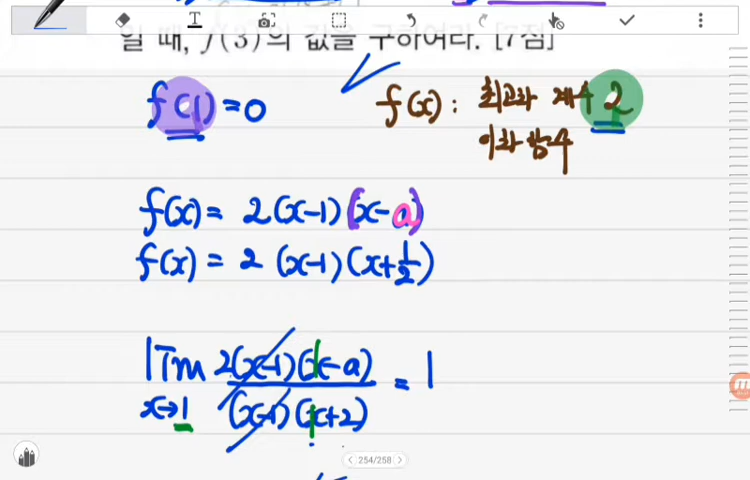 일 때, f(3)의 값을 구하여라. [7점]
f(1)=0
f(x): 최고차 계수 2
이차함수
f(x)= 2(x-1)(x-a)
f(x)= 2(x-1)(x+1/2)
lim 2(x-1)(x-a)/(x-1)(x+2) = 1
x→1
254/258